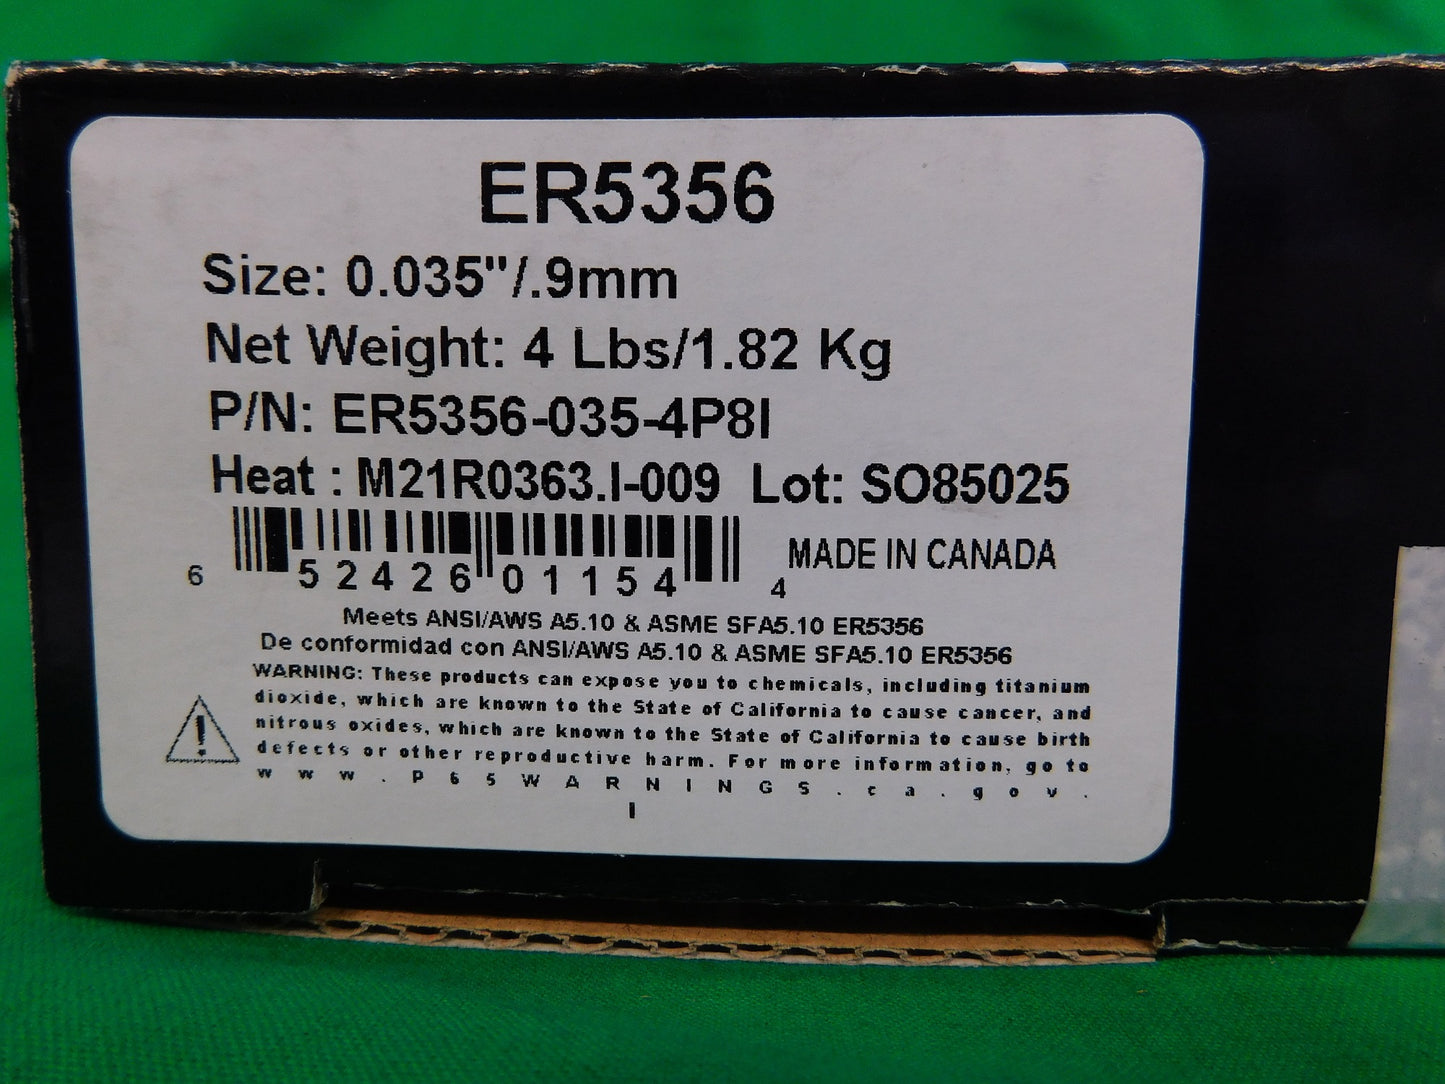 ER5356
Size: 0.035"/.9mm
Net Weight: 4 Lbs/1.82 Kg
P/N: ER5356-035-4P8I
Heat : M21R0363.I-009 Lot: SO85025
6 52426 01154 4
MADE IN CANADA
Meets ANSI/AWS A5.10 & ASME SFA5.10 ER5356
De conformidad con ANSI/AWS A5.10 & ASME SFA5.10 ER5356
WARNING: These products can expose you to chemicals, including titanium
dioxide, which are known to the State of California to cause cancer, and
nitrous oxides, which are known to the State of California to cause birth
defects or other reproductive harm. For more information, go to
www.P65WARNINGS.ca.gov.
I